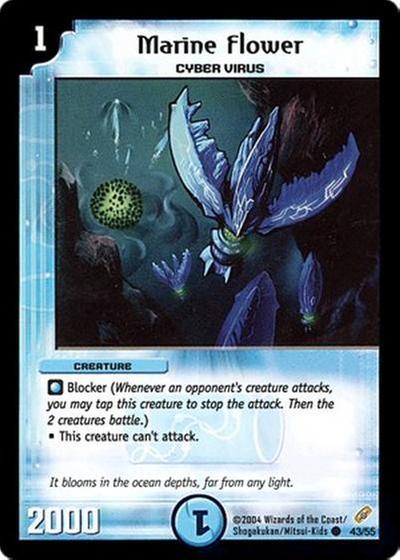 1
Marine Flower
CYBER VIRUS
CREATURE
Blocker (Whenever an opponent's creature attacks,
you may tap this creature to stop the attack. Then the
2 creatures battle.)
▪ This creature can't attack.
It blooms in the ocean depths, far from any light.
2000
1
©2004 Wizards of the Coast/
Shogakukan/Mitsui-Kids ● 43/55